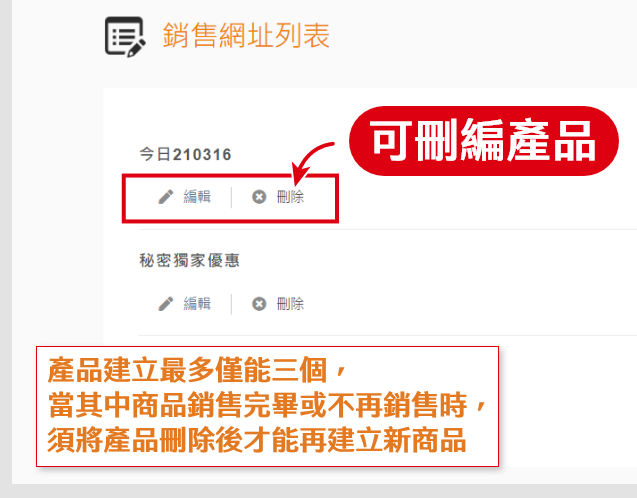 銷售網址列表
可刪編產品
今日210316
編輯 刪除
秘密獨家優惠
編輯 刪除
產品建立最多僅能三個，
當其中商品銷售完畢或不再銷售時，
須將產品刪除後才能再建立新商品